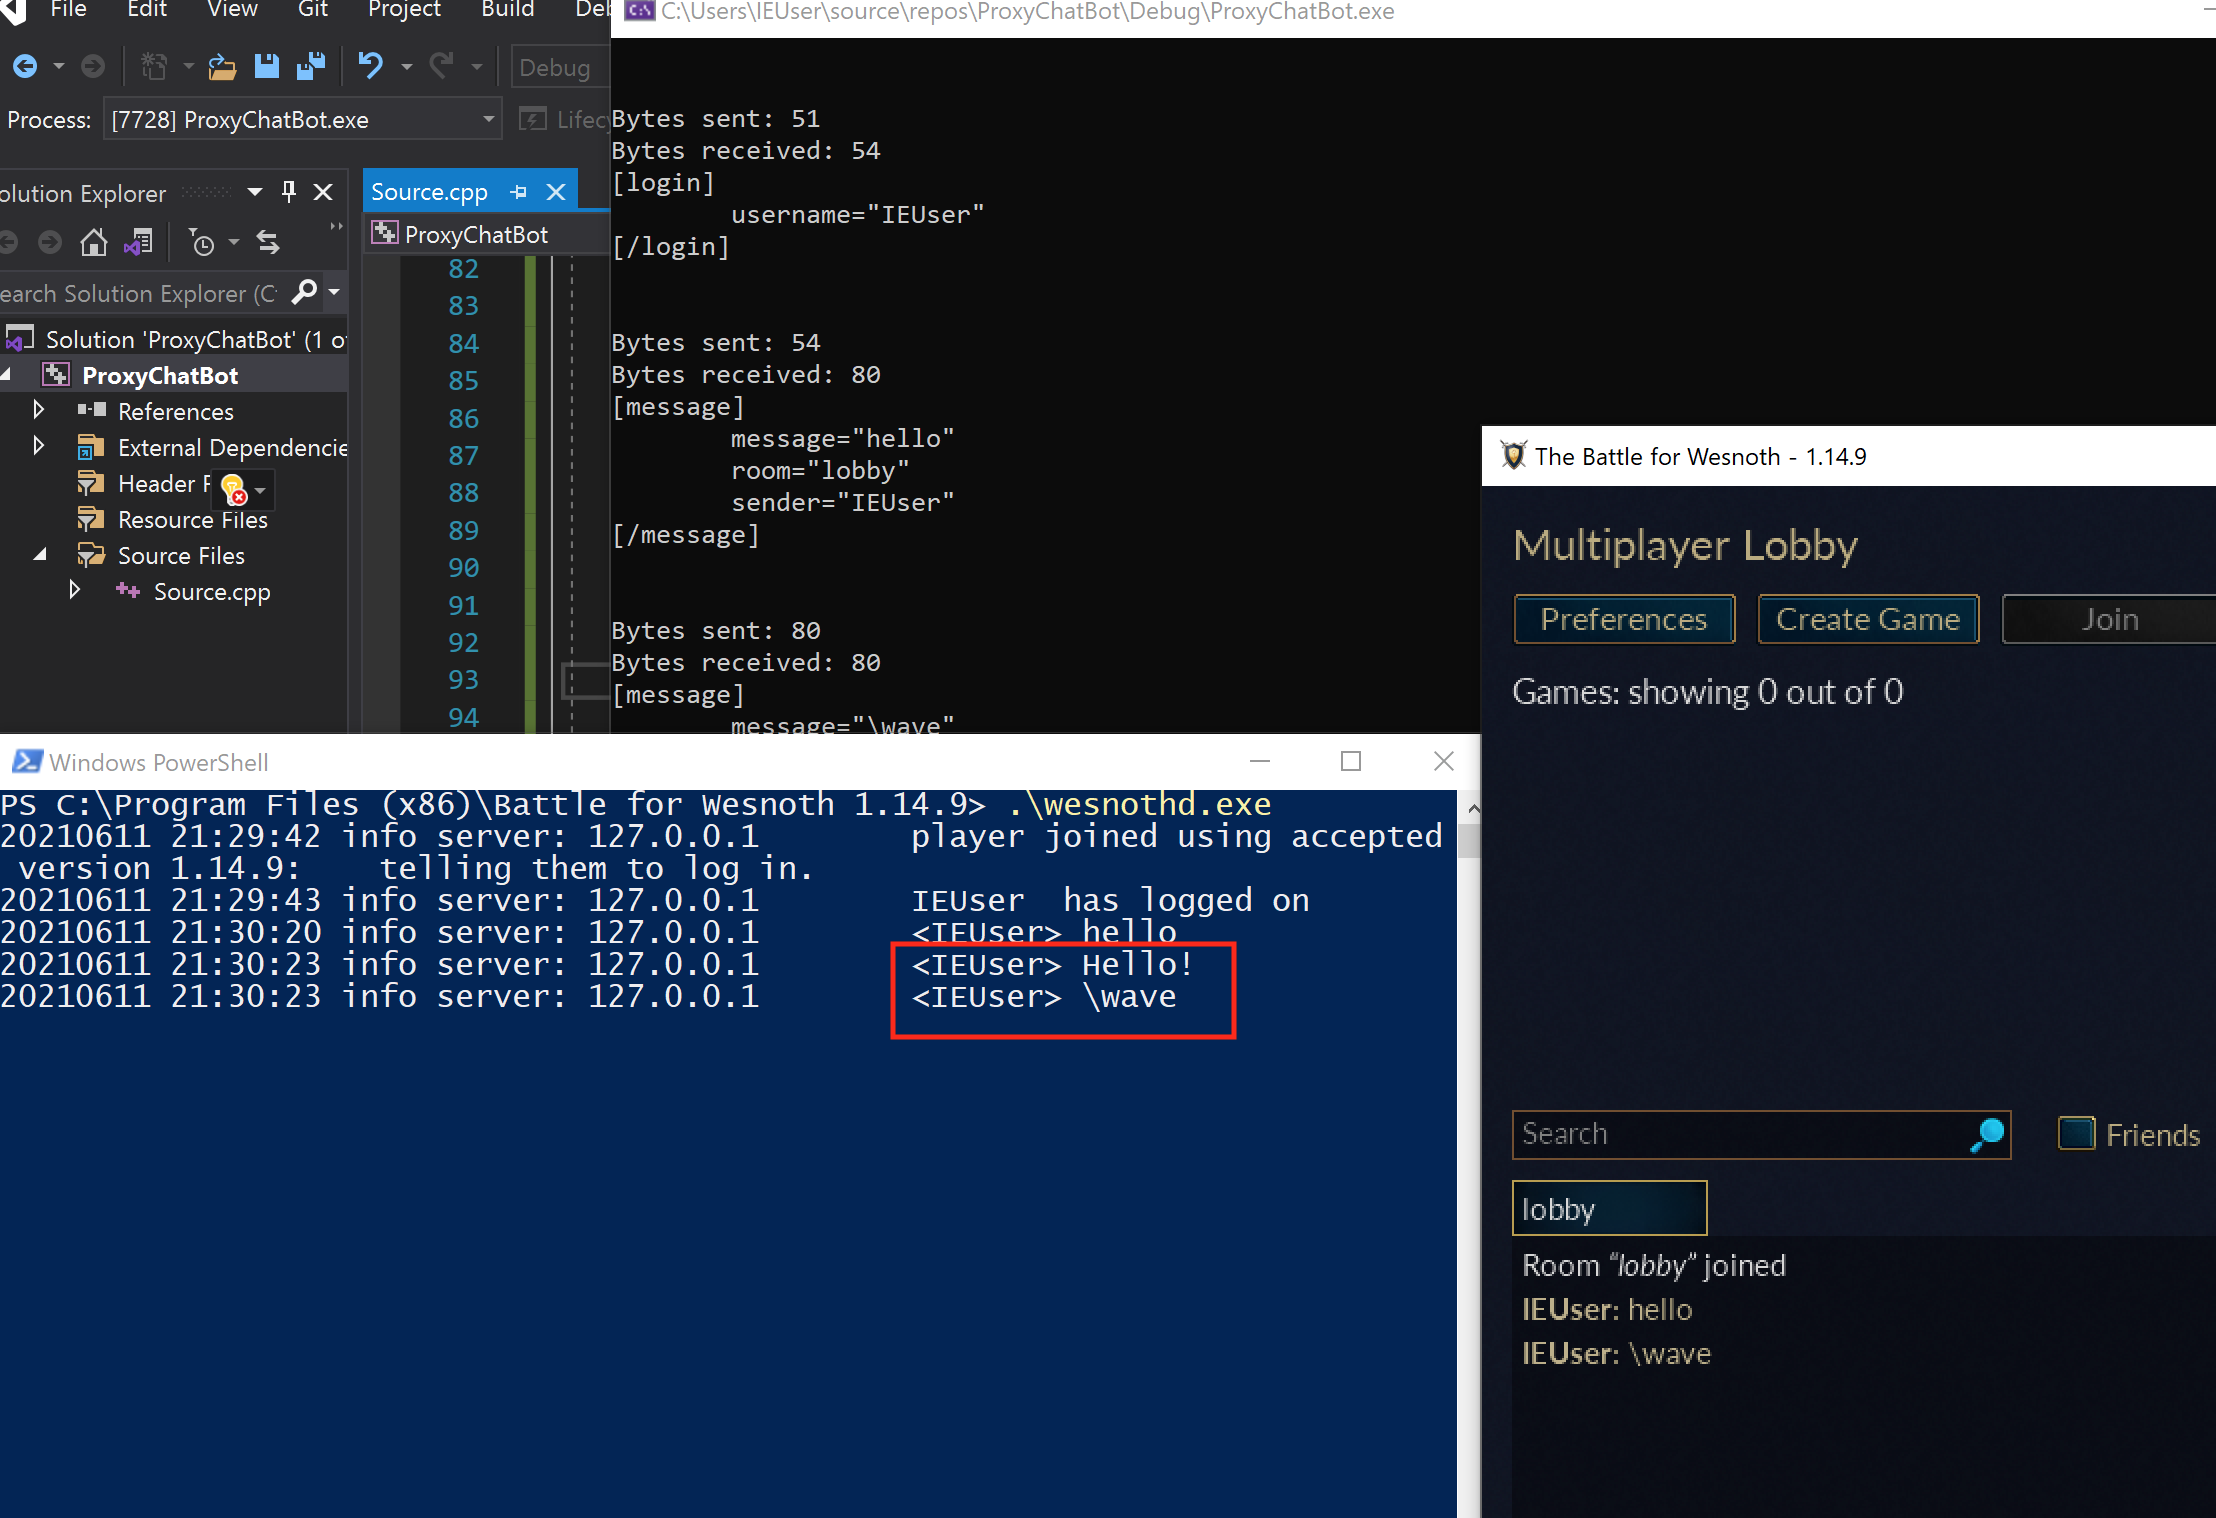 File Edit View Git Project Build
C:\Users\IEUser\source\repos\ProxyChatBot\Debug\ProxyChatBot.exe
Debug
Process: [7728] ProxyChatBot.exe
olution Explorer
Source.cpp
ProxyChatBot
earch Solution Explorer (C
Solution 'ProxyChatBot' (1 o
ProxyChatBot
References
External Dependencie
Header F
Resource Files
Source Files
Source.cpp
82
83
84
85
86
87
88
89
90
91
92
93
94
Bytes sent: 51
Bytes received: 54
[login]
username="IEUser"
[/login]
Bytes sent: 54
Bytes received: 80
[message]
message="hello"
room="lobby"
sender="IEUser"
[/message]
Bytes sent: 80
Bytes received: 80
[message]
message="\wave"
Windows PowerShell
PS C:\Program Files (x86)\Battle for Wesnoth 1.14.9> .\wesnothd.exe
20210611 21:29:42 info server: 127.0.0.1 player joined using accepted
version 1.14.9: telling them to log in.
20210611 21:29:43 info server: 127.0.0.1 IEUser has logged on
20210611 21:30:20 info server: 127.0.0.1 <IEUser> hello
20210611 21:30:23 info server: 127.0.0.1 <IEUser> Hello!
20210611 21:30:23 info server: 127.0.0.1 <IEUser> \wave
The Battle for Wesnoth - 1.14.9
Multiplayer Lobby
Preferences Create Game Join
Games: showing 0 out of 0
Search
Friends
lobby
Room “lobby” joined
IEUser: hello
IEUser: \wave